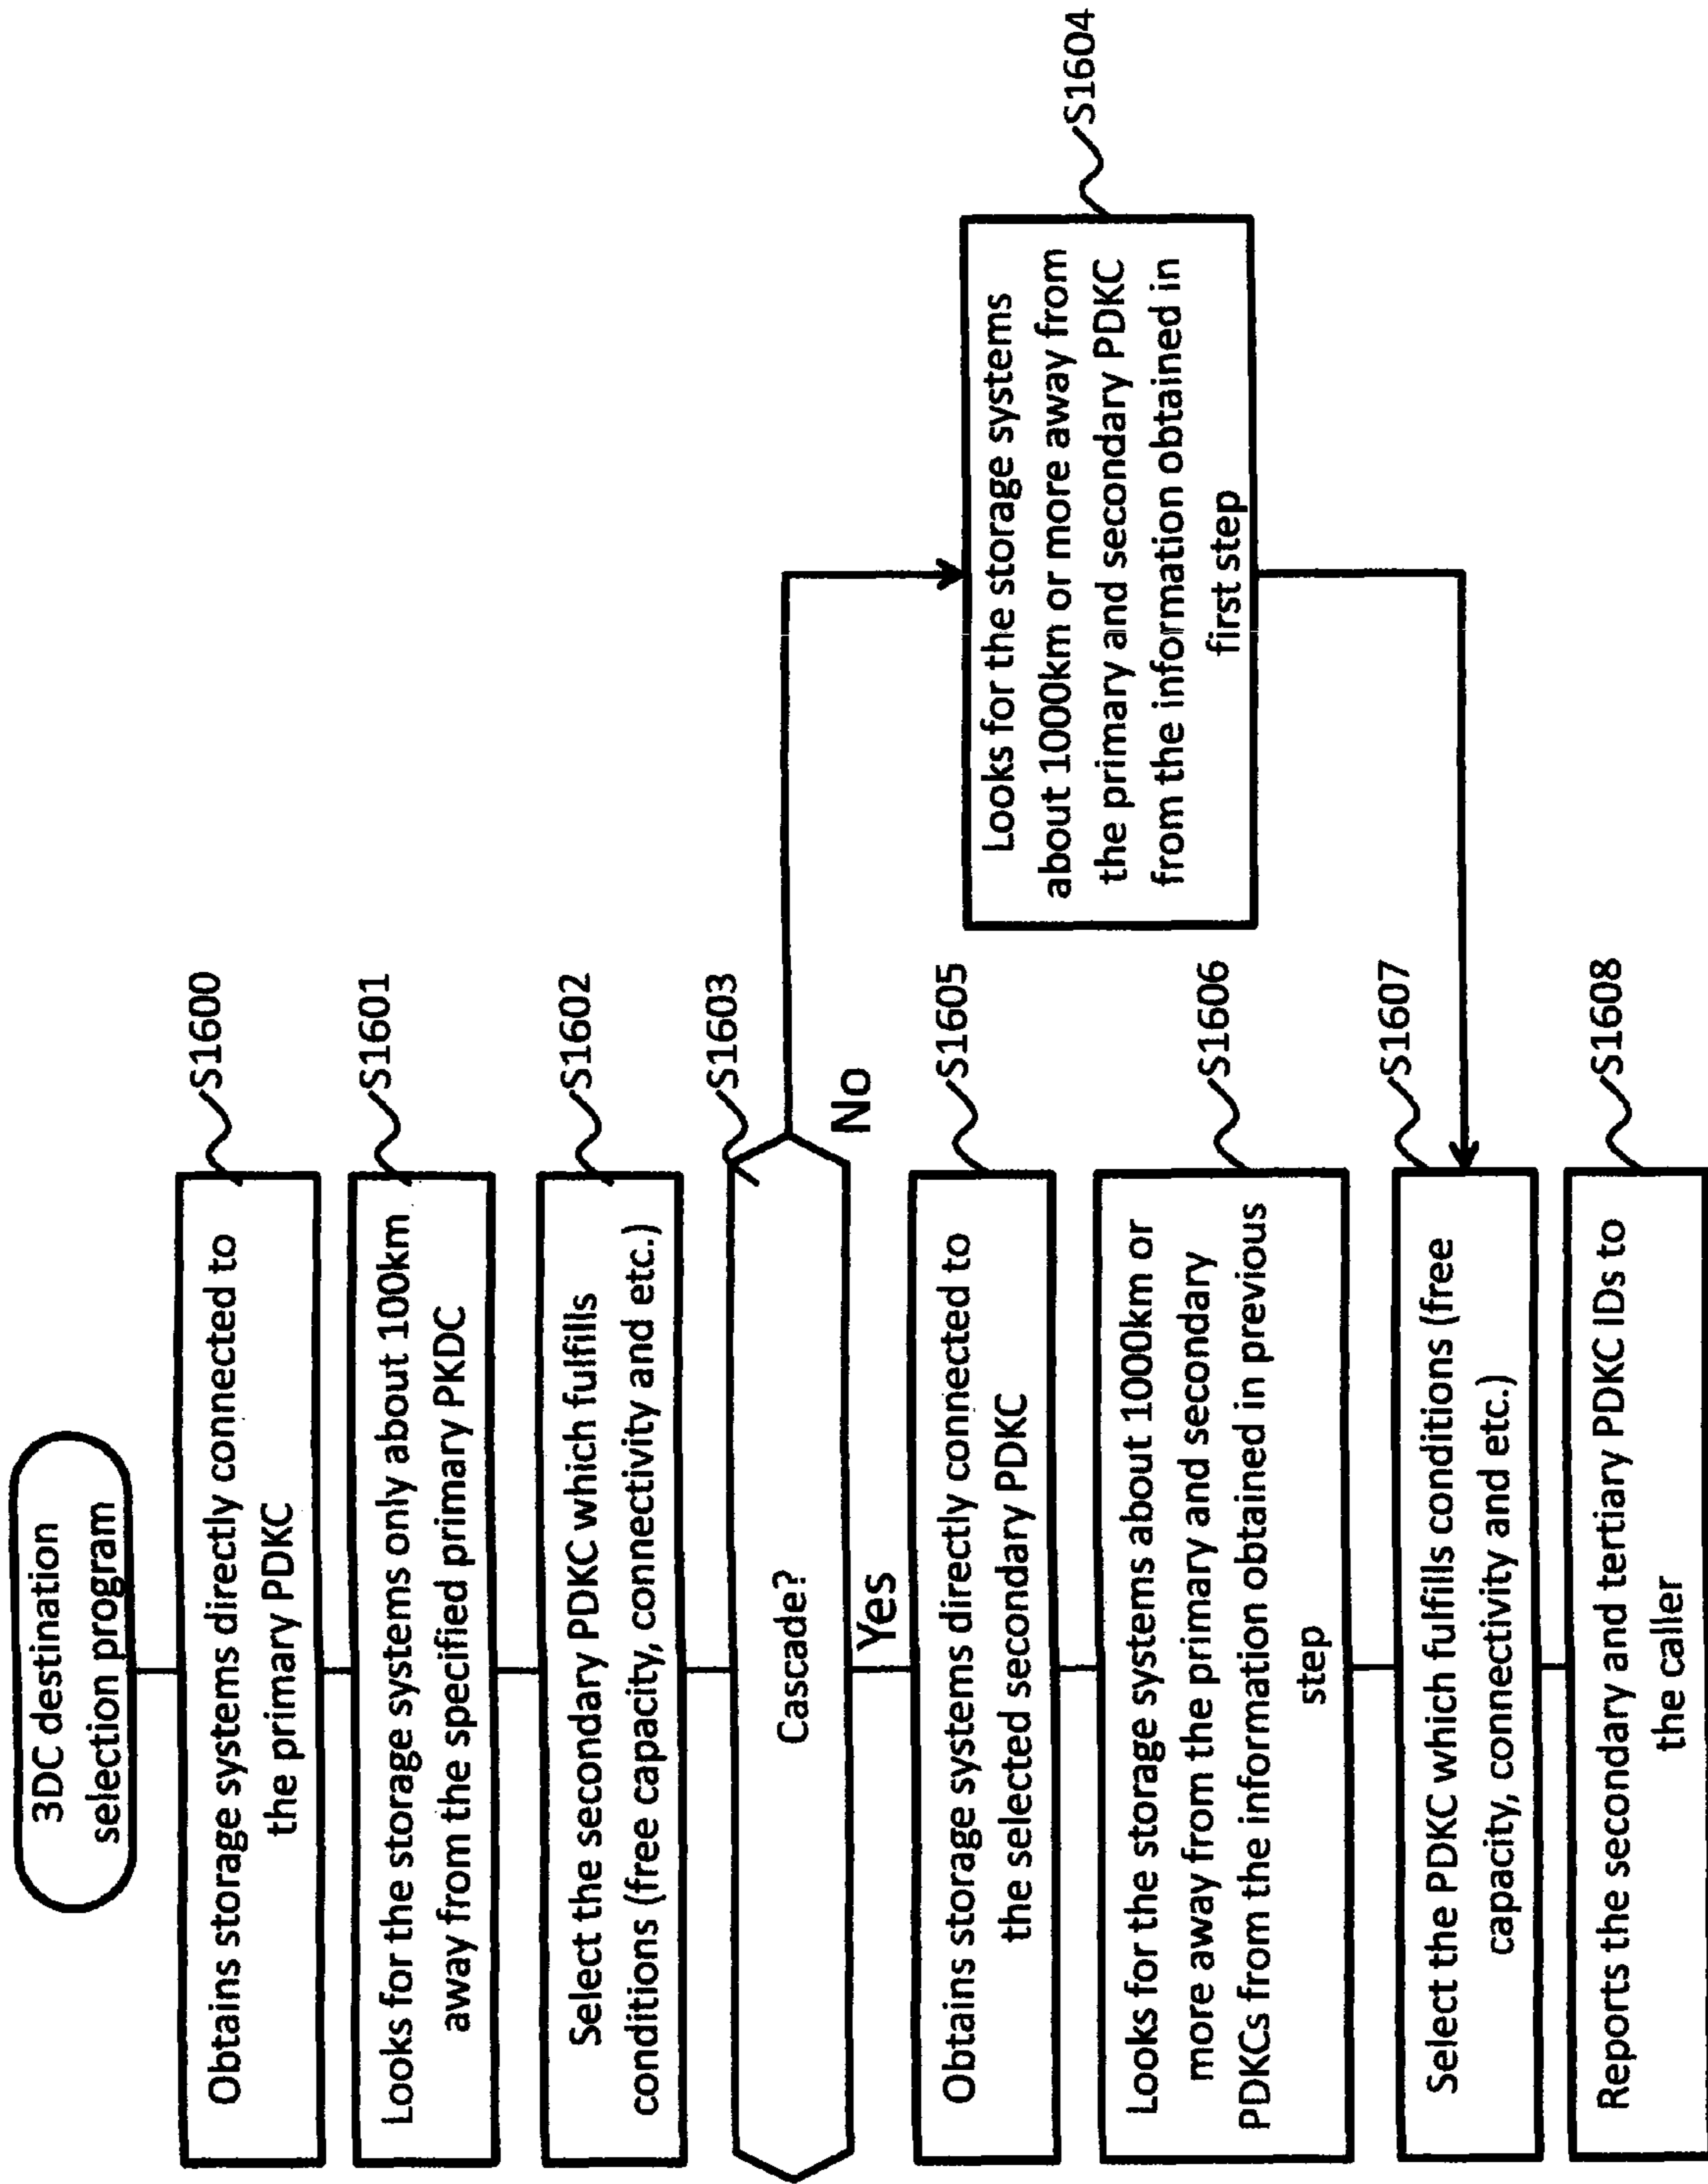 3DC destination
selection program
Obtains storage systems directly connected to
the primary PDKC
S1600
Looks for the storage systems only about 100km
away from the specified primary PKDC
S1601
Select the secondary PDKC which fulfills
conditions (free capacity, connectivity and etc.)
S1602
Cascade?
S1603
No
Yes
Looks for the storage systems
about 1000km or more away from
the primary and secondary PDKC
from the information obtained in
first step
S1604
Obtains storage systems directly connected to
the selected secondary PDKC
S1605
Looks for the storage systems about 1000km or
more away from the primary and secondary
PDKCs from the information obtained in previous
step
S1606
Select the PDKC which fulfills conditions (free
capacity, connectivity and etc.)
S1607
Reports the secondary and tertiary PDKC IDs to
the caller
S1608